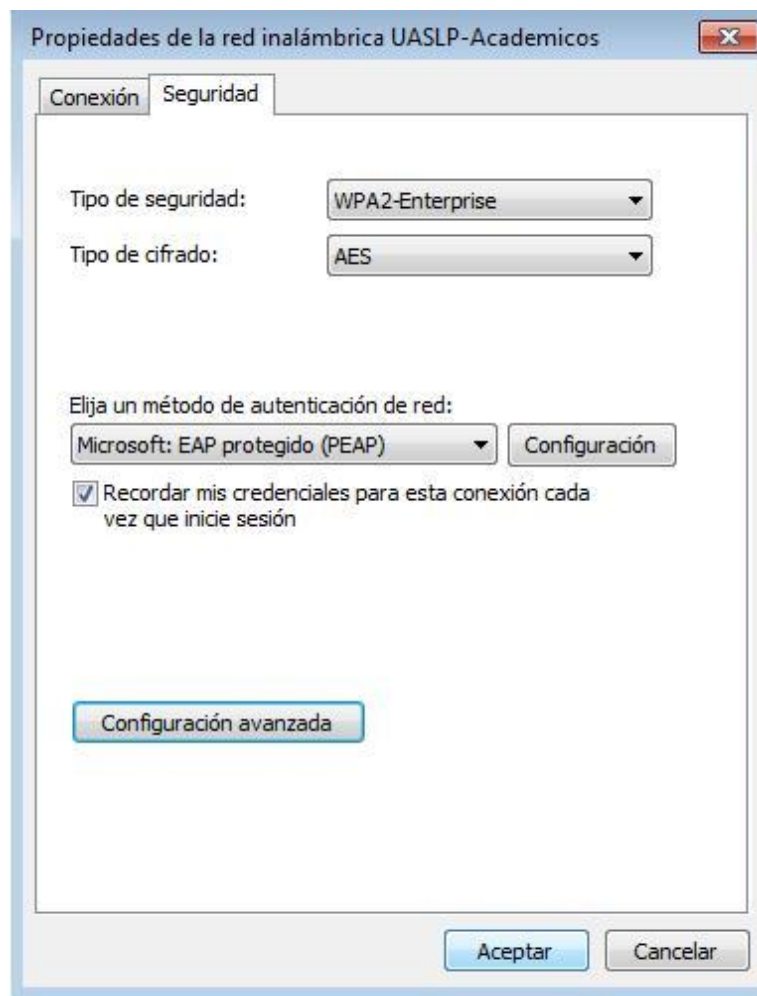 Propiedades de la red inalámbrica UASLP-Academicos
Conexión
Seguridad
Tipo de seguridad:
WPA2-Enterprise
Tipo de cifrado:
AES
Elija un método de autenticación de red:
Microsoft: EAP protegido (PEAP)
Configuración
Recordar mis credenciales para esta conexión cada
vez que inicie sesión
Configuración avanzada
Aceptar
Cancelar